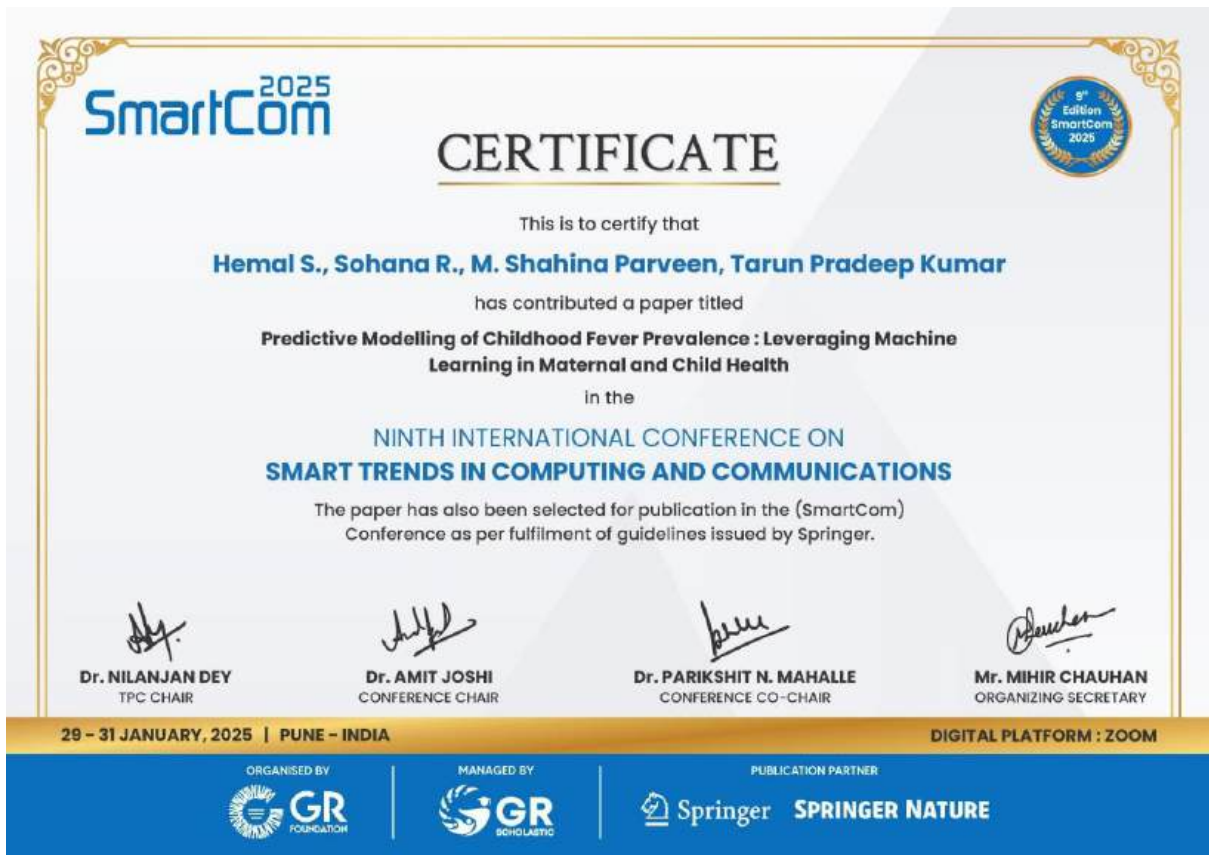 SmartCom 2025
9th
Edition
SmartCom
2025
CERTIFICATE
This is to certify that
Hemal S., Sohana R., M. Shahina Parveen, Tarun Pradeep Kumar
has contributed a paper titled
Predictive Modelling of Childhood Fever Prevalence : Leveraging Machine
Learning in Maternal and Child Health
in the
NINTH INTERNATIONAL CONFERENCE ON
SMART TRENDS IN COMPUTING AND COMMUNICATIONS
The paper has also been selected for publication in the (SmartCom)
Conference as per fulfilment of guidelines issued by Springer.
Dr. NILANJAN DEY
TPC CHAIR
Dr. AMIT JOSHI
CONFERENCE CHAIR
Dr. PARIKSHIT N. MAHALLE
CONFERENCE CO-CHAIR
Mr. MIHIR CHAUHAN
ORGANIZING SECRETARY
29 - 31 JANUARY, 2025 | PUNE - INDIA
DIGITAL PLATFORM : ZOOM
ORGANISED BY
GR
FOUNDATION
MANAGED BY
GR
SCHOLASTIC
PUBLICATION PARTNER
Springer SPRINGER NATURE